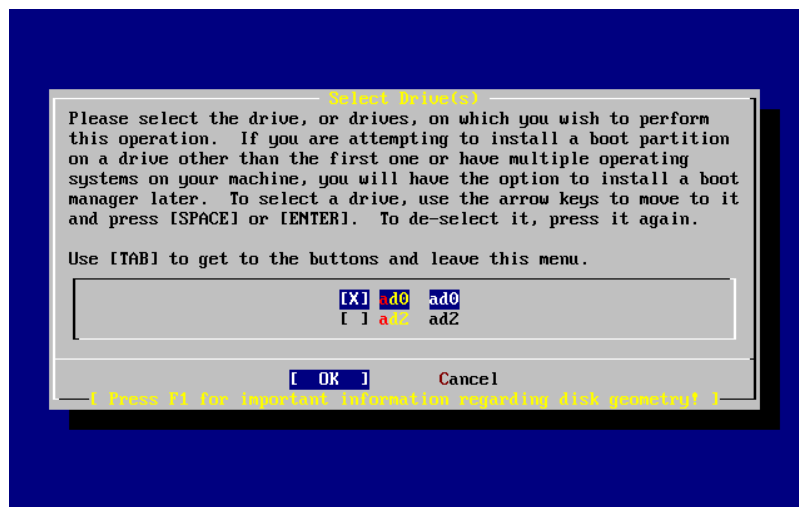 Select Drive(s)
Please select the drive, or drives, on which you wish to perform
this operation.  If you are attempting to install a boot partition
on a drive other than the first one or have multiple operating
systems on your machine, you will have the option to install a boot
manager later.  To select a drive, use the arrow keys to move to it
and press [SPACE] or [ENTER].  To de-select it, press it again.
Use [TAB] to get to the buttons and leave this menu.
[X] ad0  ad0
[ ] ad2  ad2
[  OK  ]       Cancel
[ Press F1 for important information regarding disk geometry! ]